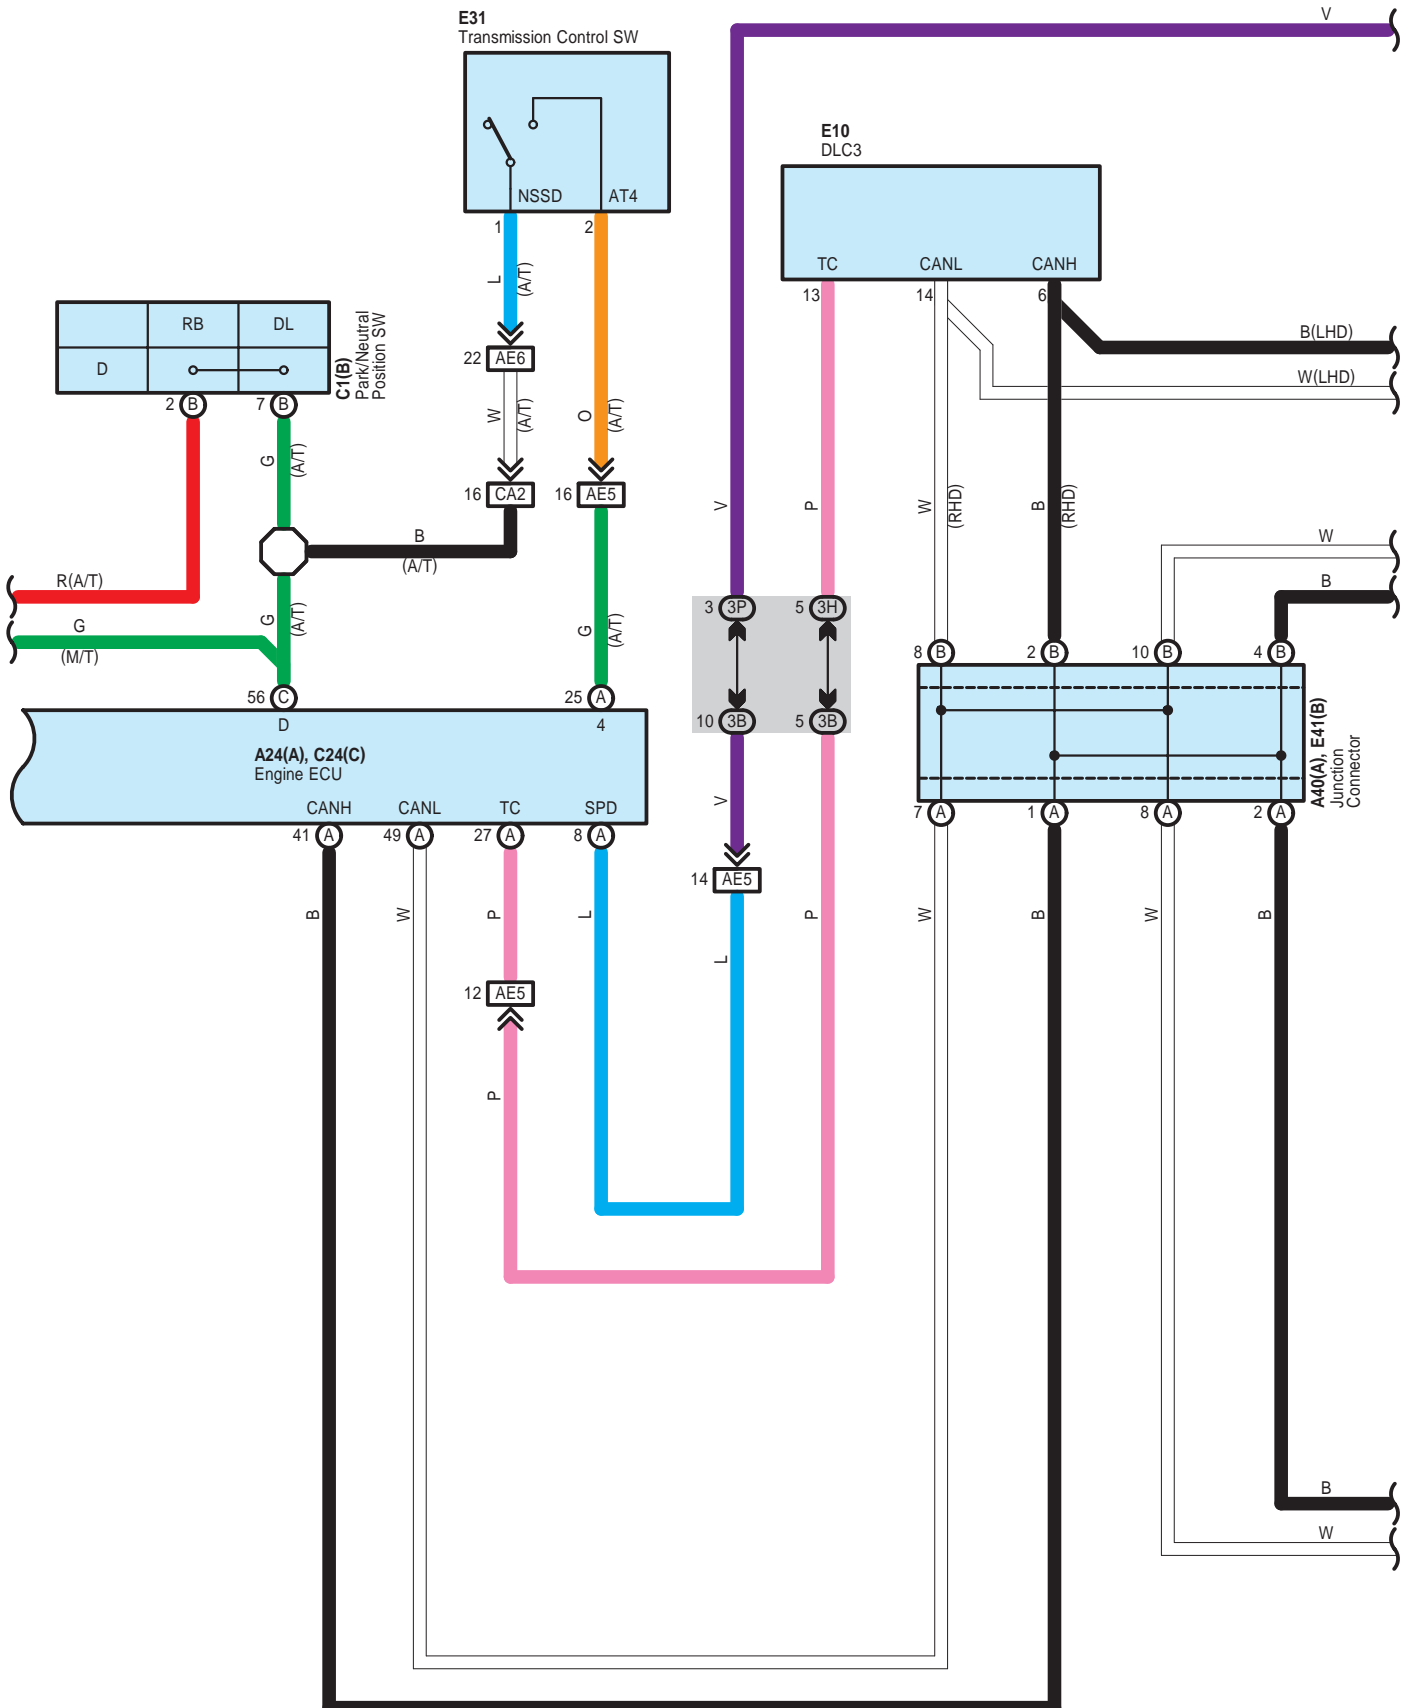 V
E31
Transmission Control SW
NSSD AT4
1 2
E10
DLC3
TC CANL CANH
13 14 6
L
(A/T)
B(LHD)
W(LHD)
RB DL
D
C1(B)
Park/Neutral
Position SW
2 B 7 B
22 AE6
W
(A/T)
O
(A/T)
G
(A/T)
16 CA2 16 AE5
V
P
W
(RHD)
B
(RHD)
B
(A/T)
W
B
R(A/T)
G
(M/T)
G
(A/T)
G
(A/T)
3 3P 5 3H
8 B 2 B 10 B 4 B
56 C 25 A
D 4
10 3B 5 3B
A24(A), C24(C)
Engine ECU
CANH CANL TC SPD
41 A 49 A 27 A 8 A
A40(A), E41(B)
Junction
Connector
7 A 1 A 8 A 2 A
V
14 AE5
B
W
P
L
P
W
B
W
B
L
12 AE5
P
B
W